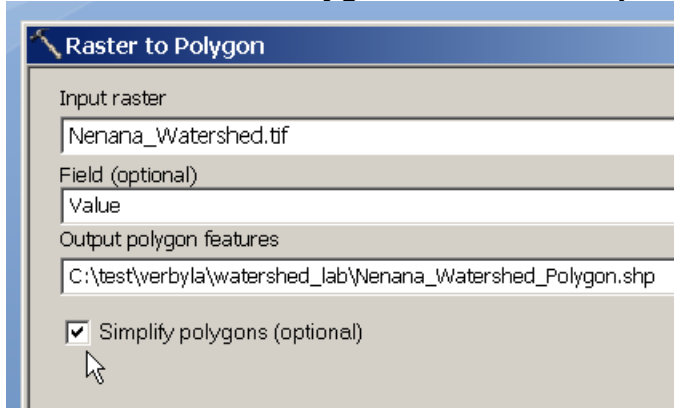 Raster to Polygon
Input raster
Nenana_Watershed.tif
Field (optional)
Value
Output polygon features
C:\test\verbyla\watershed_lab\Nenana_Watershed_Polygon.shp
Simplify polygons (optional)